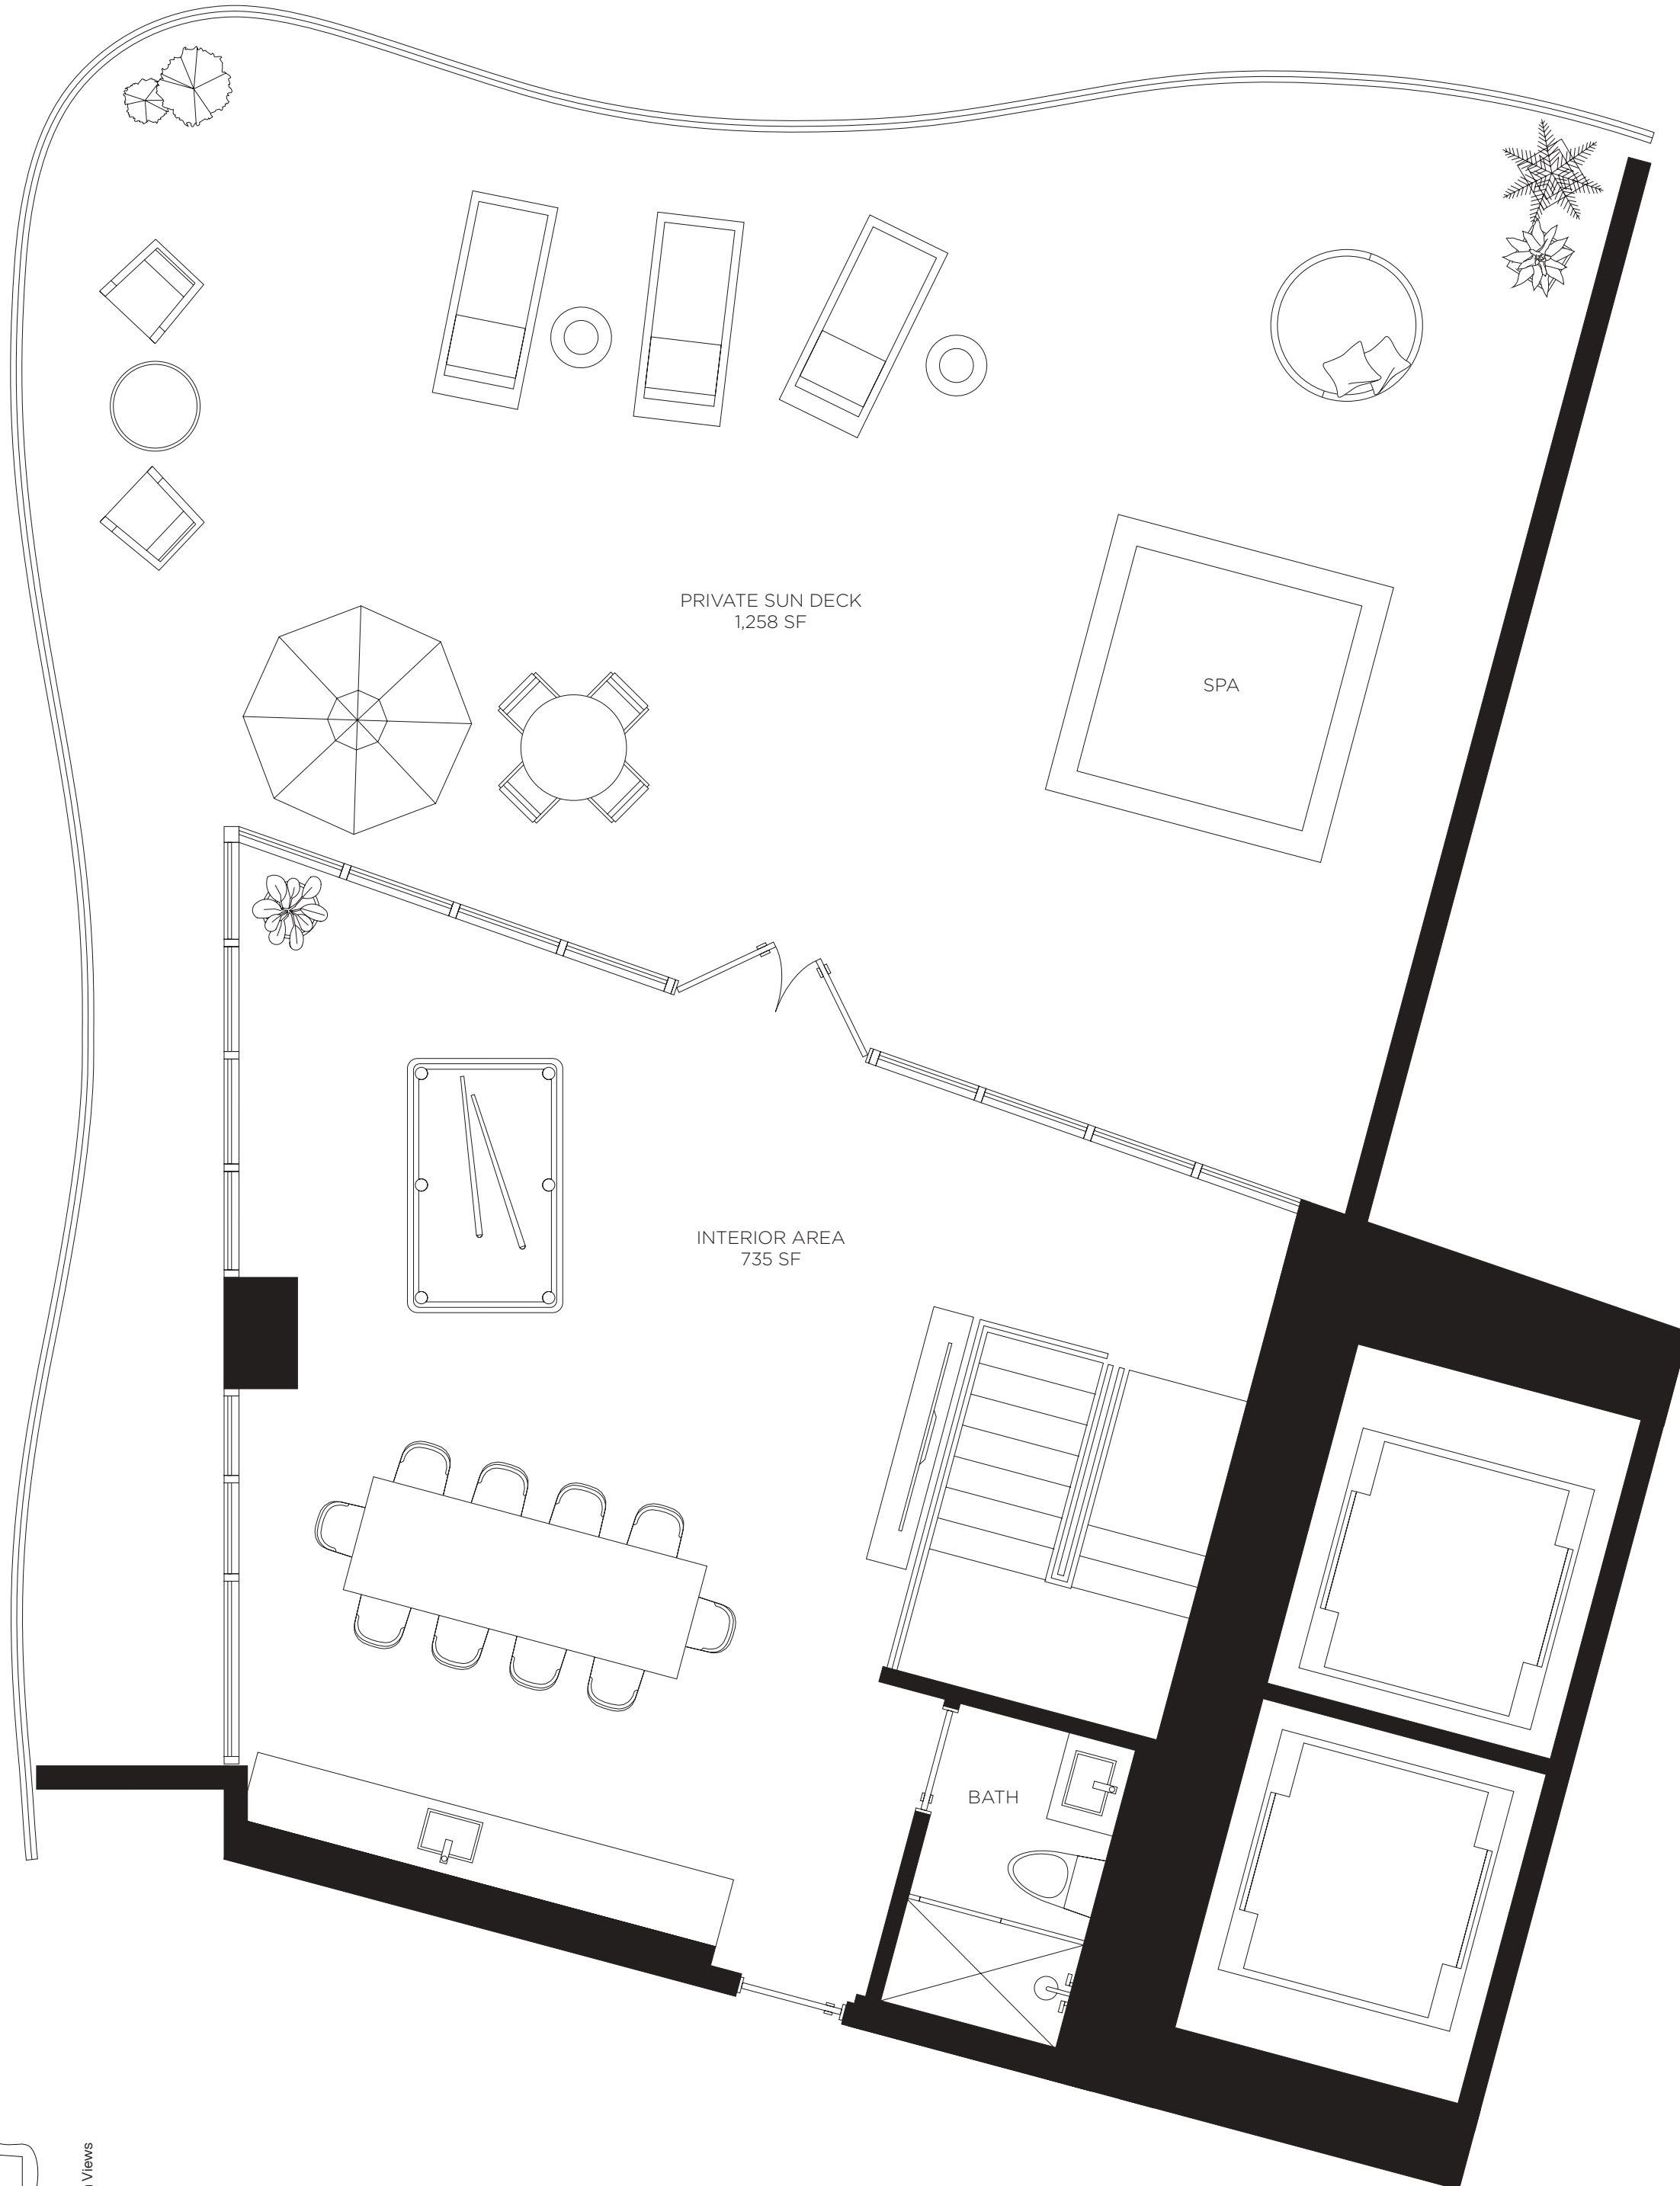 PRIVATE SUN DECK
1,258 SF
SPA
INTERIOR AREA
735 SF
BATH
Views